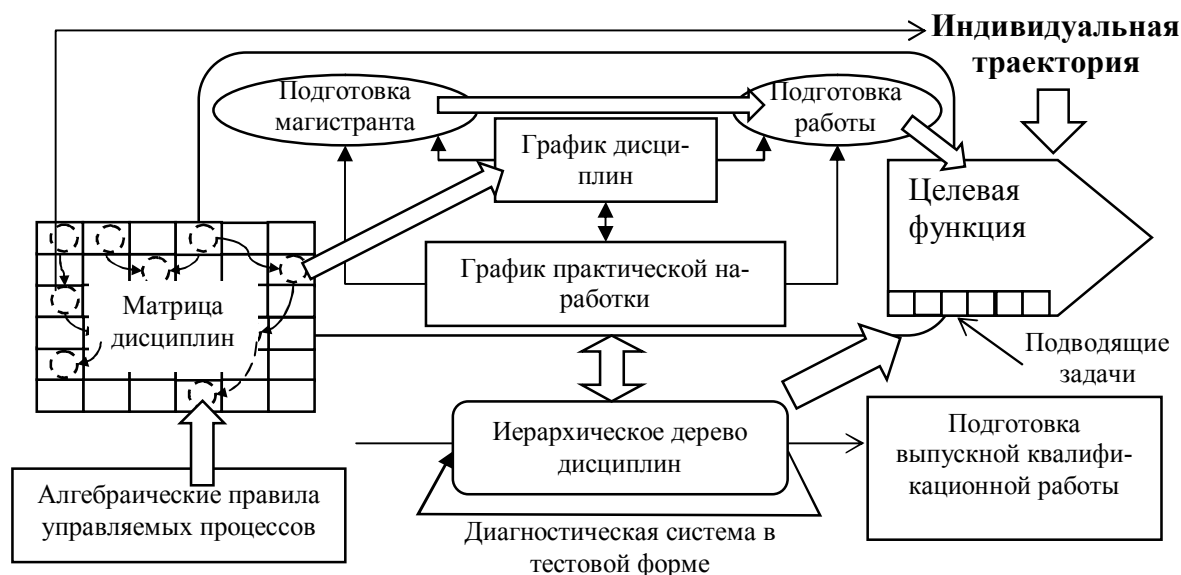 Индивидуальная
траектория
Подготовка
магистранта
Подготовка
работы
График дисци-
плин
Целевая
функция
График практической на-
работки
Матрица
дисциплин
Подводящие
задачи
Иерархическое дерево
дисциплин
Подготовка
выпускной квалифи-
кационной работы
Алгебраические правила
управляемых процессов
Диагностическая система в
тестовой форме